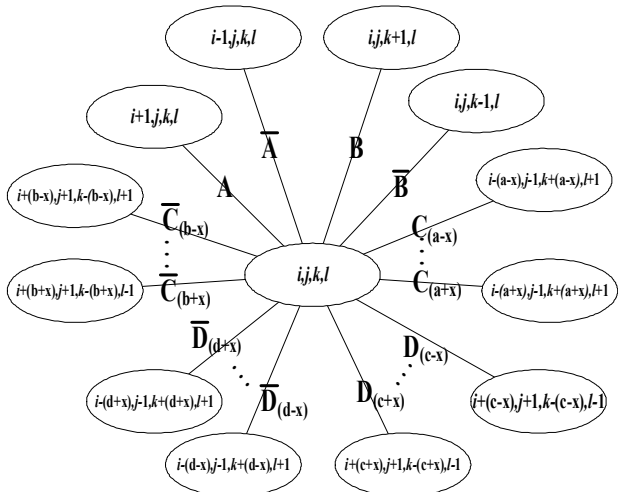 i-1,j,k,l
i,j,k+1,l
i+1,j,k,l
i,j,k-1,l
A̅
B
A
B̅
i+(b-x),j+1,k-(b-x),l+1
i-(a-x),j-1,k+(a-x),l+1
C̅(b-x)
C(a-x)
i,j,k,l
i+(b+x),j+1,k-(b+x),l-1
C̅(b+x)
C(a+x)
i-(a+x),j-1,k+(a+x),l+1
D̅(d+x)
D(c-x)
D̅(d-x)
D(c+x)
i-(d+x),j-1,k+(d+x),l+1
i+(c-x),j+1,k-(c-x),l-1
i-(d-x),j-1,k+(d-x),l+1
i+(c+x),j+1,k-(c+x),l-1